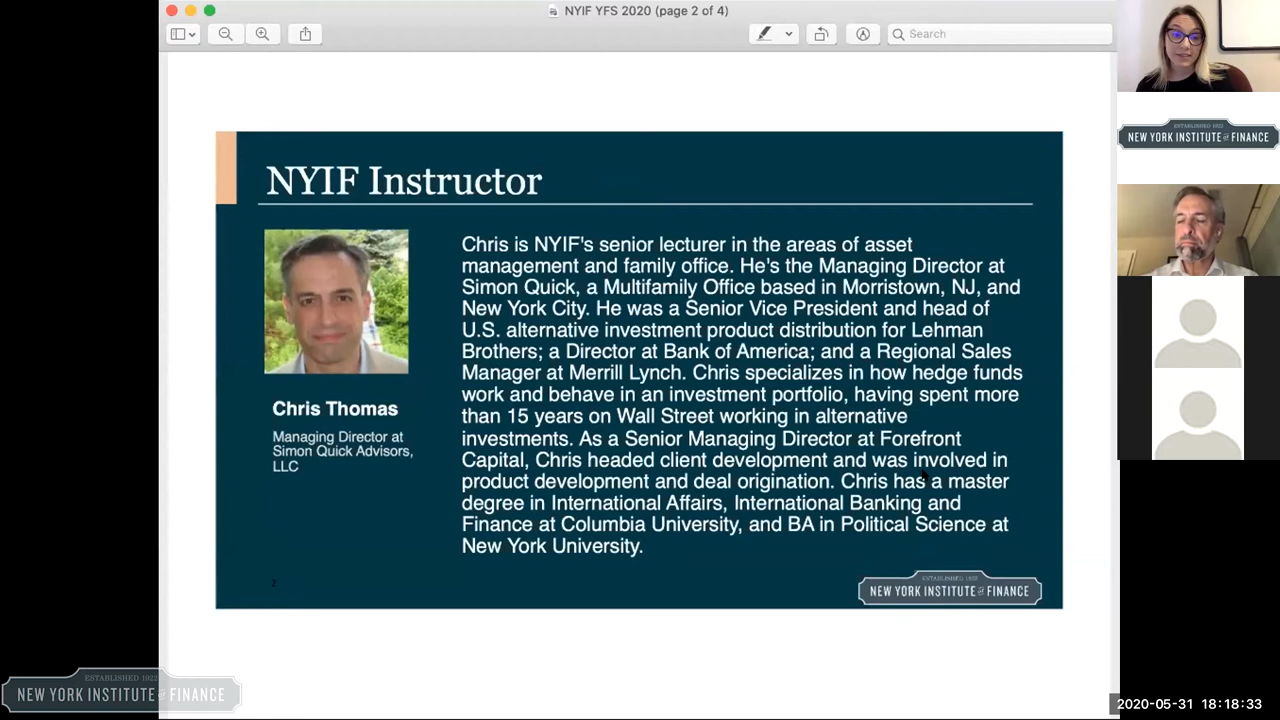 NYIF YFS 2020 (page 2 of 4)
Search
ESTABLISHED 1922
NEW YORK INSTITUTE of FINANCE
NYIF Instructor
Chris is NYIF's senior lecturer in the areas of asset
management and family office. He's the Managing Director at
Simon Quick, a Multifamily Office based in Morristown, NJ, and
New York City. He was a Senior Vice President and head of
U.S. alternative investment product distribution for Lehman
Brothers; a Director at Bank of America; and a Regional Sales
Manager at Merrill Lynch. Chris specializes in how hedge funds
work and behave in an investment portfolio, having spent more
than 15 years on Wall Street working in alternative
investments. As a Senior Managing Director at Forefront
Capital, Chris headed client development and was involved in
product development and deal origination. Chris has a master
degree in International Affairs, International Banking and
Finance at Columbia University, and BA in Political Science at
New York University.
Chris Thomas
Managing Director at
Simon Quick Advisors,
LLC
2
ESTABLISHED 1922
NEW YORK INSTITUTE of FINANCE
ESTABLISHED 1922
NEW YORK INSTITUTE of FINANCE
2020-05-31 18:18:33